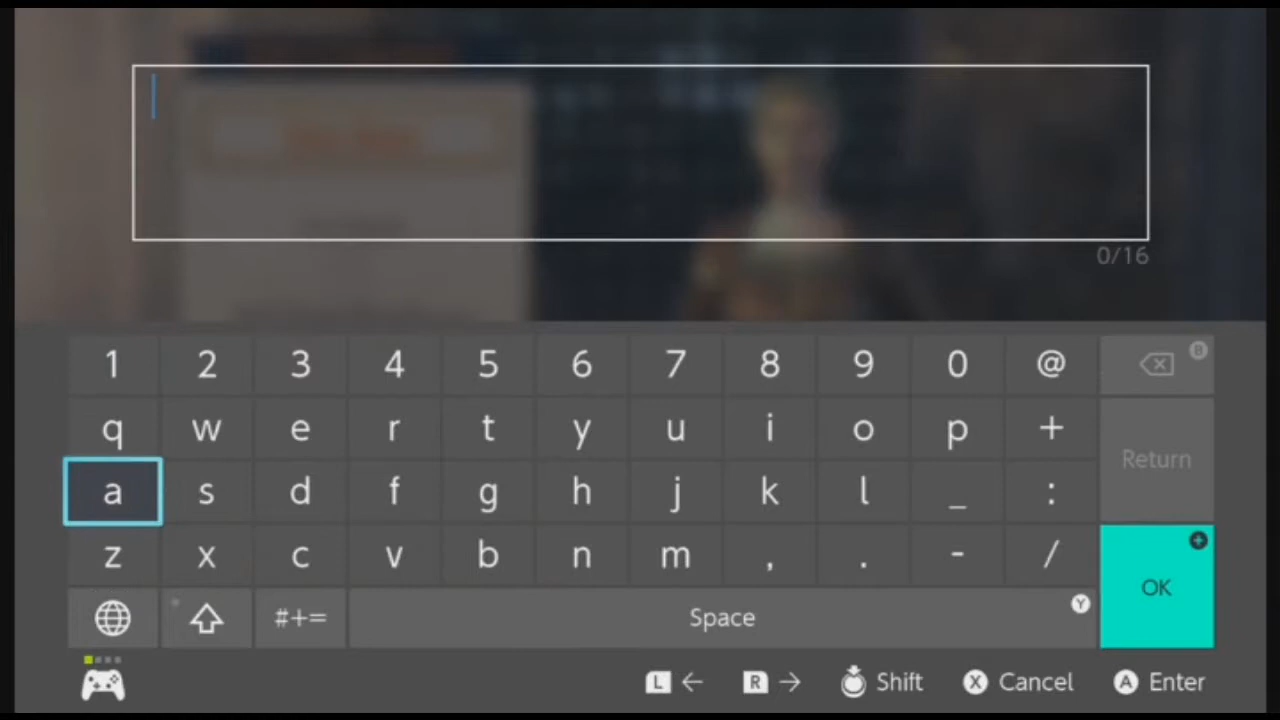 0/16
1 2 3 4 5 6 7 8 9 0 @ B
q w e r t y u i o p + Return
a s d f g h j k l _ :
z x c v b n m , . - / OK
#+= Space Y
L ← R → Shift X Cancel A Enter